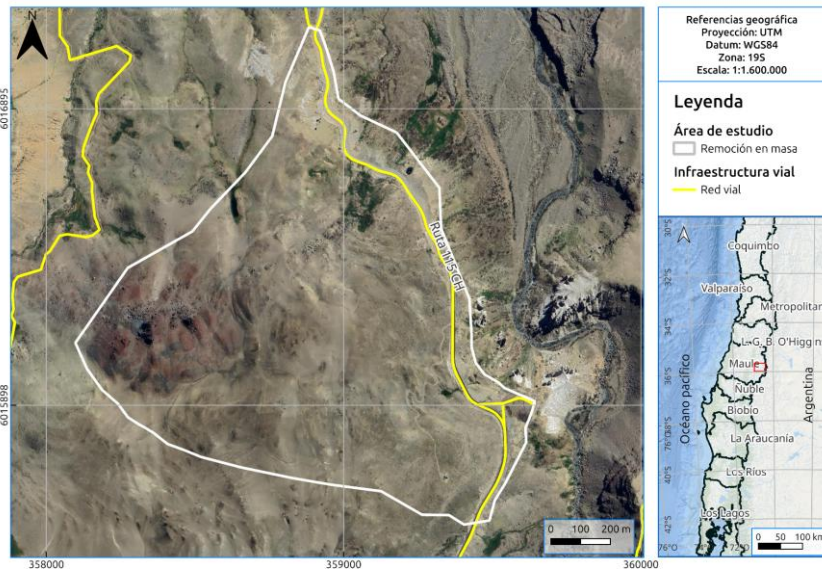 N
6016895
6015898
Ruta 115 CH
0 100 200 m
358000
359000
360000
Referencias geográfica
Proyección: UTM
Datum: WGS84
Zona: 19S
Escala: 1:1.600.000
Leyenda
Área de estudio
Remoción en masa
Infraestructura vial
Red vial
30°S
32°S
34°S
36°S
38°S
40°S
42°S
Coquimbo
Valparaíso
Metropolitan
L. G. B. O'Higgin
Maule
Ñuble
Biobío
La Araucanía
Los Ríos
Los Lagos
Océano pacífico
Argentina
76°O
72°O
0 50 100 km